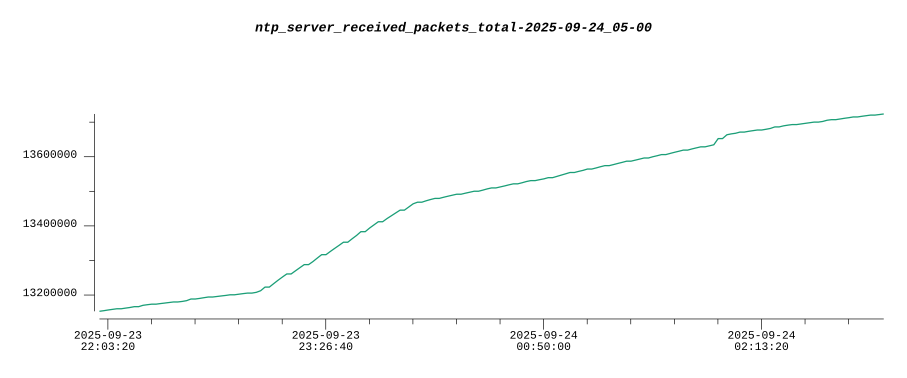 ntp_server_received_packets_total-2025-09-24_05-00
13600000
13400000
13200000
2025-09-23 2025-09-23 2025-09-24 2025-09-24
22:03:20 23:26:40 00:50:00 02:13:20